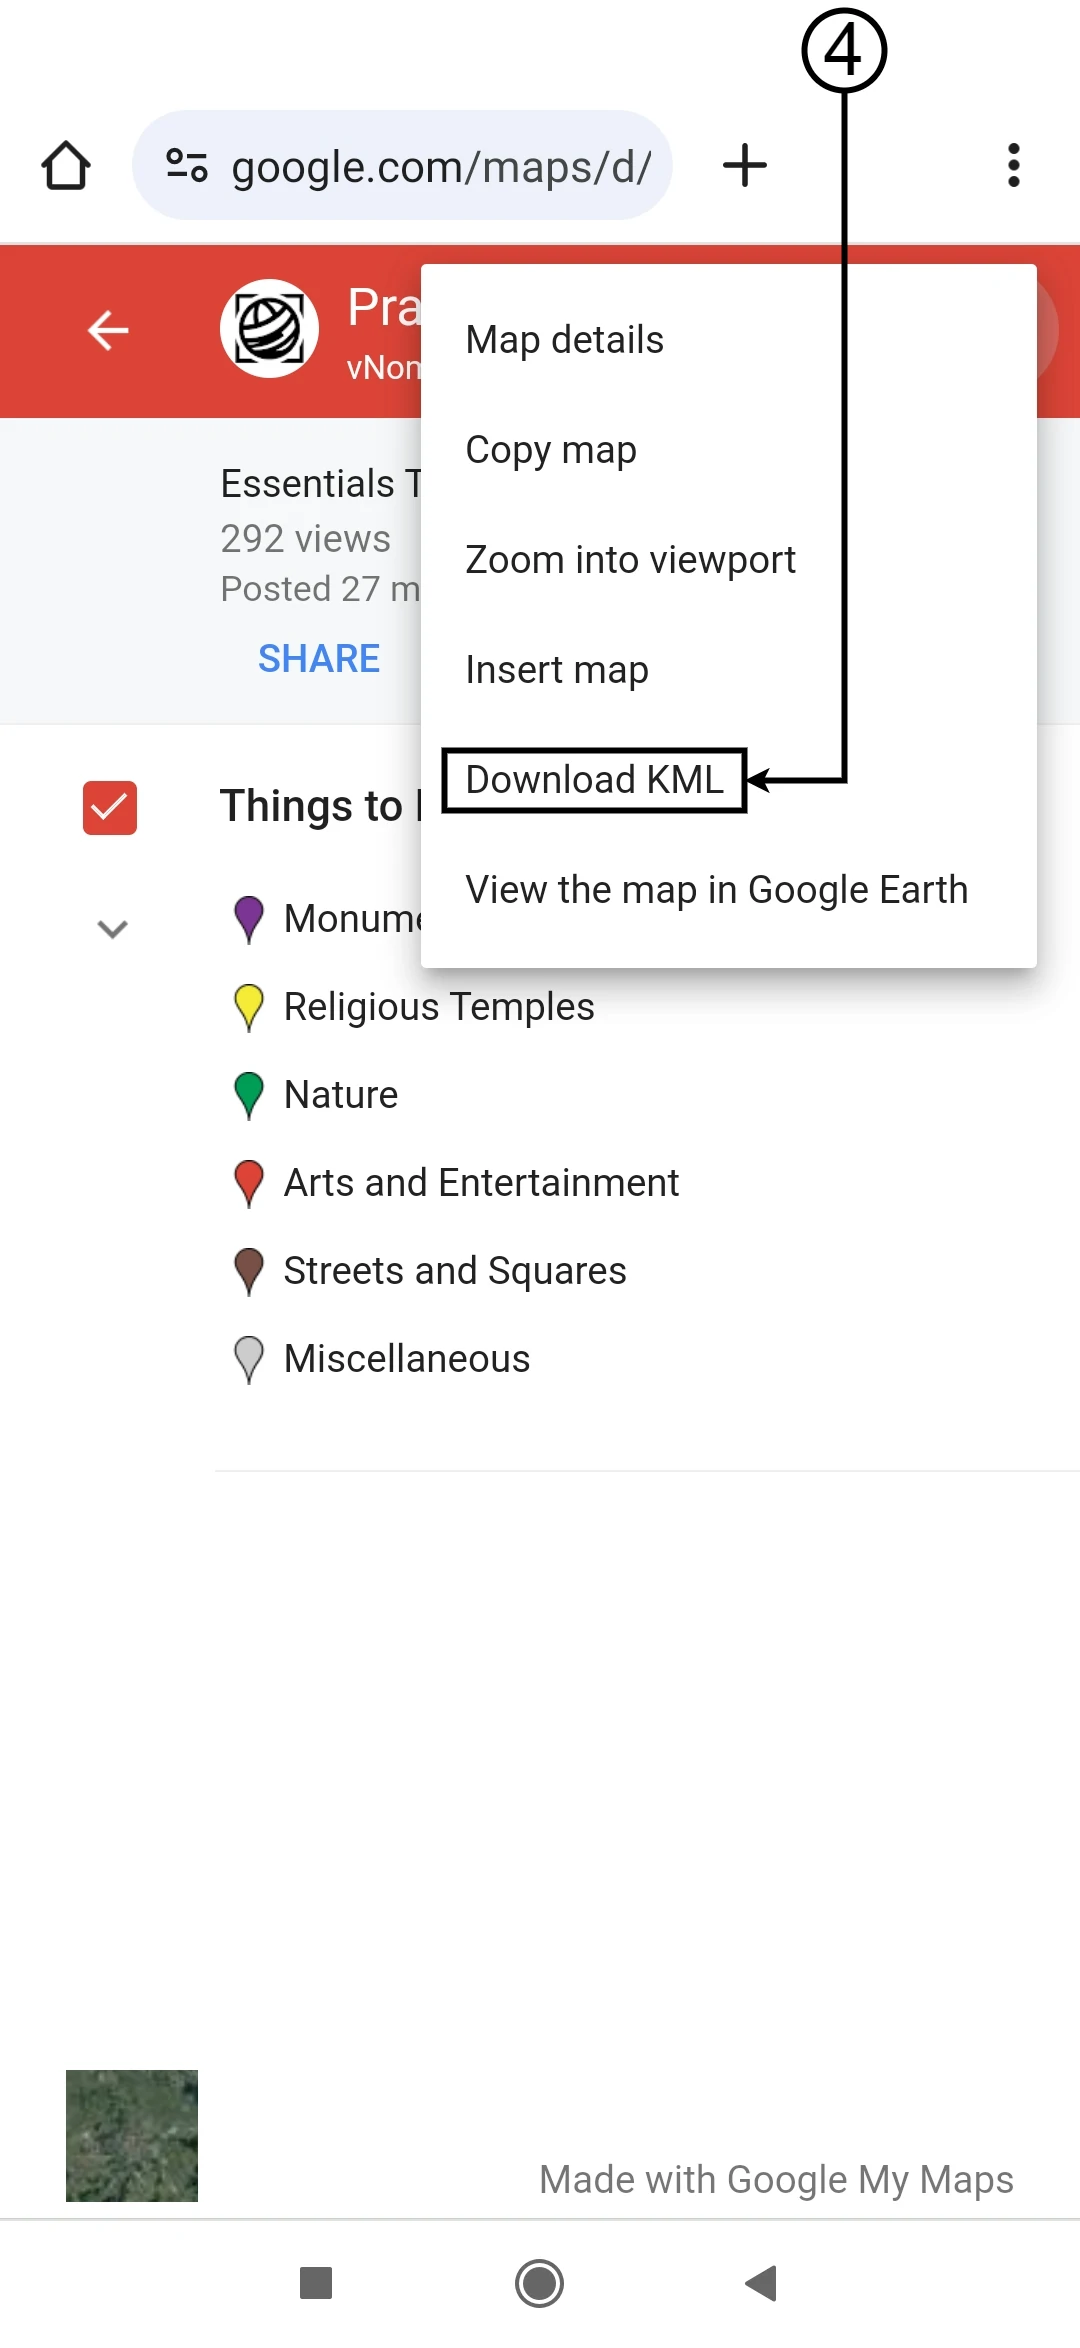 4
google.com/maps/d/
Pra
vNom
Map details
Copy map
Zoom into viewport
Insert map
Download KML
View the map in Google Earth
Essentials T
292 views
Posted 27 m
SHARE
Things to
Monume
Religious Temples
Nature
Arts and Entertainment
Streets and Squares
Miscellaneous
Made with Google My Maps